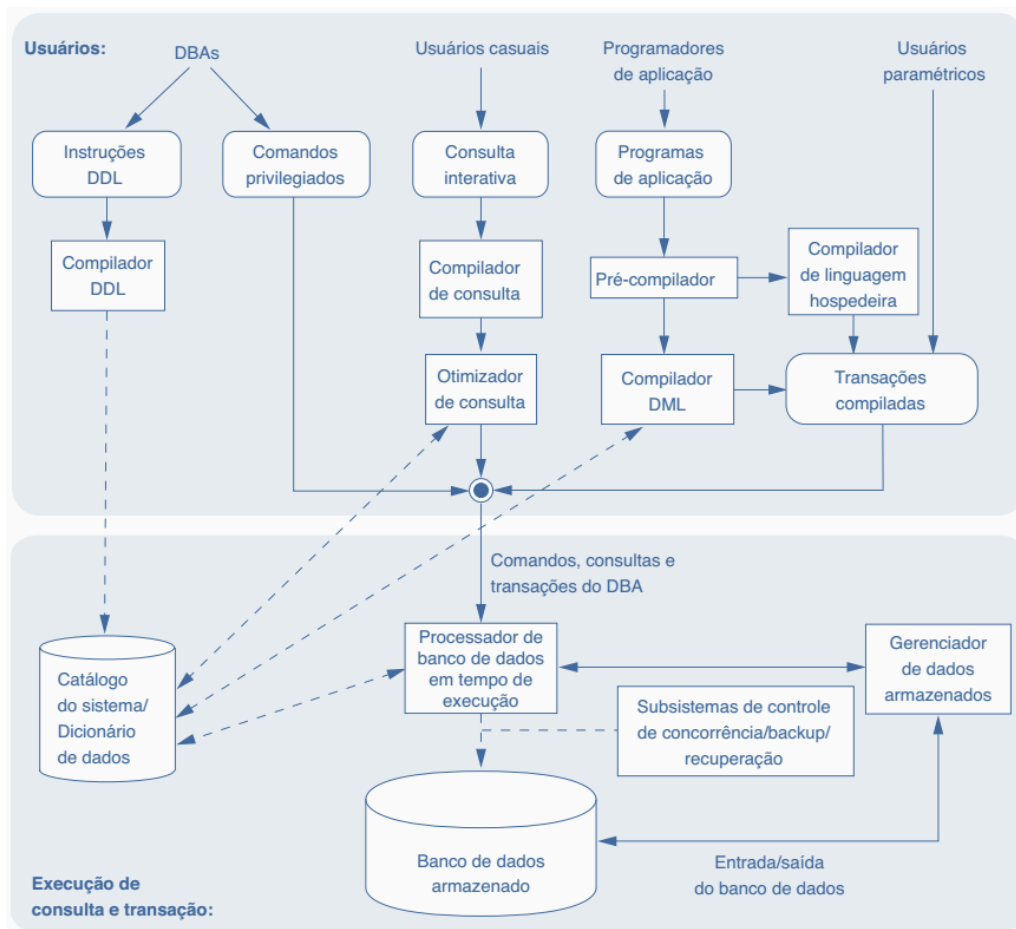 Usuários:
DBAs
Usuários casuais
Programadores
de aplicação
Usuários
paramétricos
Instruções
DDL
Comandos
privilegiados
Consulta
interativa
Programas
de aplicação
Compilador
DDL
Compilador
de consulta
Pré-compilador
Compilador
de linguagem
hospedeira
Otimizador
de consulta
Compilador
DML
Transações
compiladas
Comandos, consultas e
transações do DBA
Catálogo
do sistema/
Dicionário
de dados
Processador de
banco de dados
em tempo de
execução
Gerenciador
de dados
armazenados
Subsistemas de controle
de concorrência/backup/
recuperação
Banco de dados
armazenado
Entrada/saída
do banco de dados
Execução de
consulta e transação: